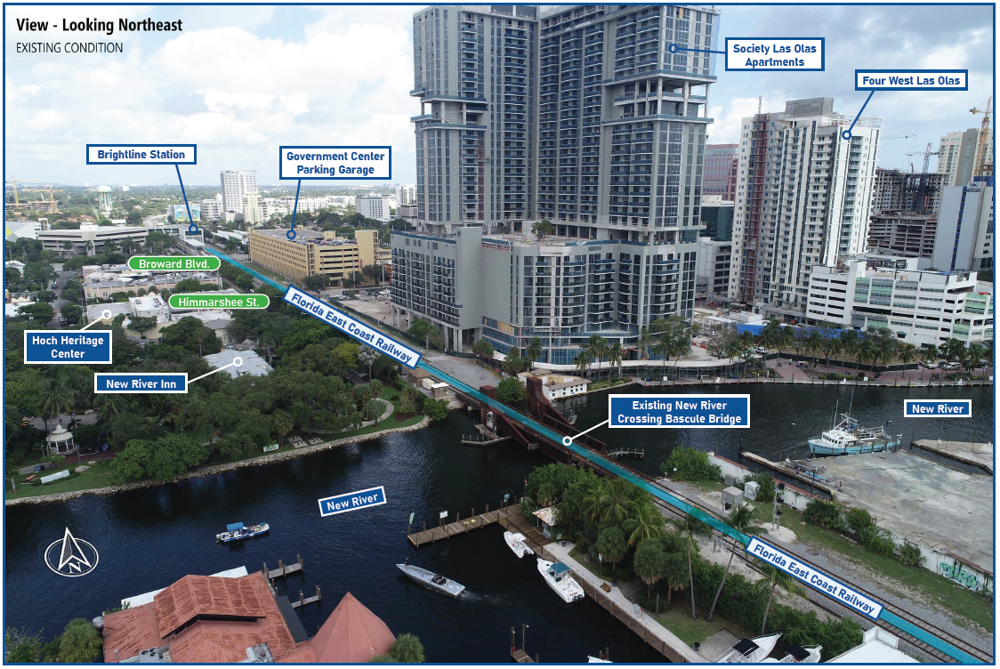 View - Looking Northeast
EXISTING CONDITION
Society Las Olas
Apartments
Four West Las Olas
Brightline Station
Government Center
Parking Garage
Broward Blvd.
Himmarshee St.
Florida East Coast Railway
Hoch Heritage
Center
New River Inn
Existing New River
Crossing Bascule Bridge
New River
New River
Florida East Coast Railway
N